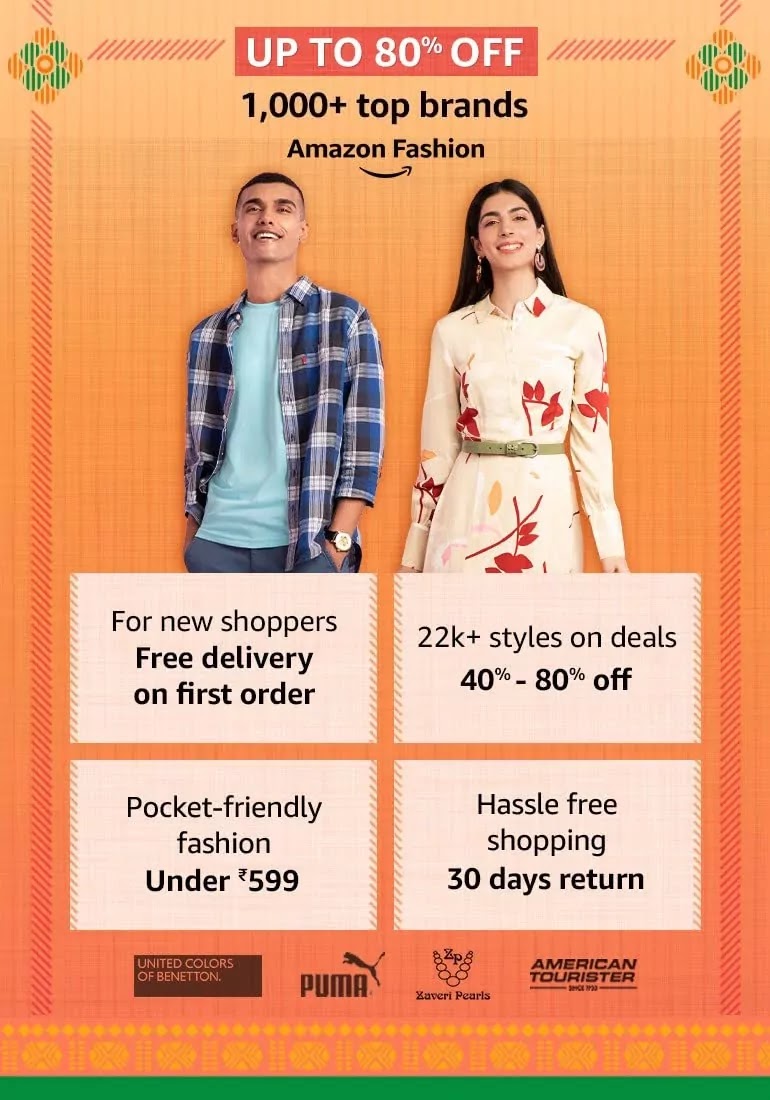 UP TO 80% OFF
1,000+ top brands
Amazon Fashion
For new shoppers
Free delivery
on first order
22k+ styles on deals
40% - 80% off
Pocket-friendly
fashion
Under ₹599
Hassle free
shopping
30 days return
UNITED COLORS
OF BENETTON.
PUMA
Zp
Zaveri Pearls
AMERICAN
TOURISTER